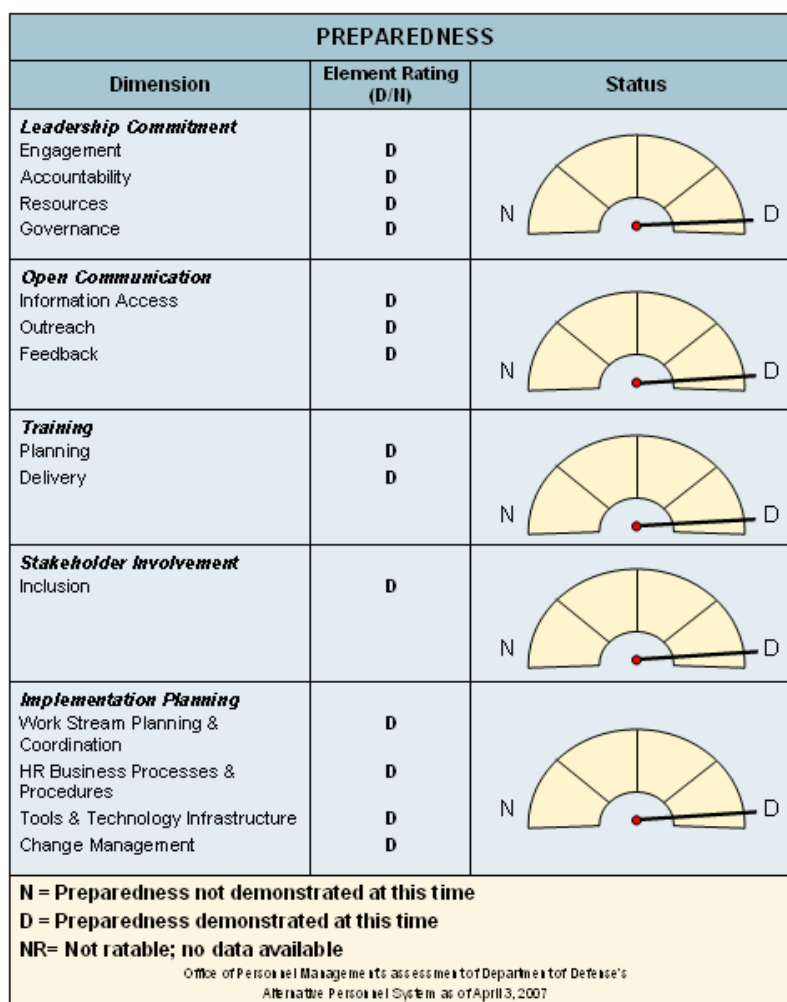 PREPAREDNESS
Dimension
Element Rating
(D/N)
Status
Leadership Commitment
Engagement D
Accountability D
Resources D
Governance D
N D
Open Communication
Information Access D
Outreach D
Feedback D
N D
Training
Planning D
Delivery D
N D
Stakeholder Involvement
Inclusion D
N D
Implementation Planning
Work Stream Planning & D
Coordination
HR Business Processes & D
Procedures
Tools & Technology Infrastructure D
Change Management D
N D
N = Preparedness not demonstrated at this time
D = Preparedness demonstrated at this time
NR= Not ratable; no data available
Office of Personnel Management's assessment of Department of Defense's
Alternative Personnel System as of April 3, 2007